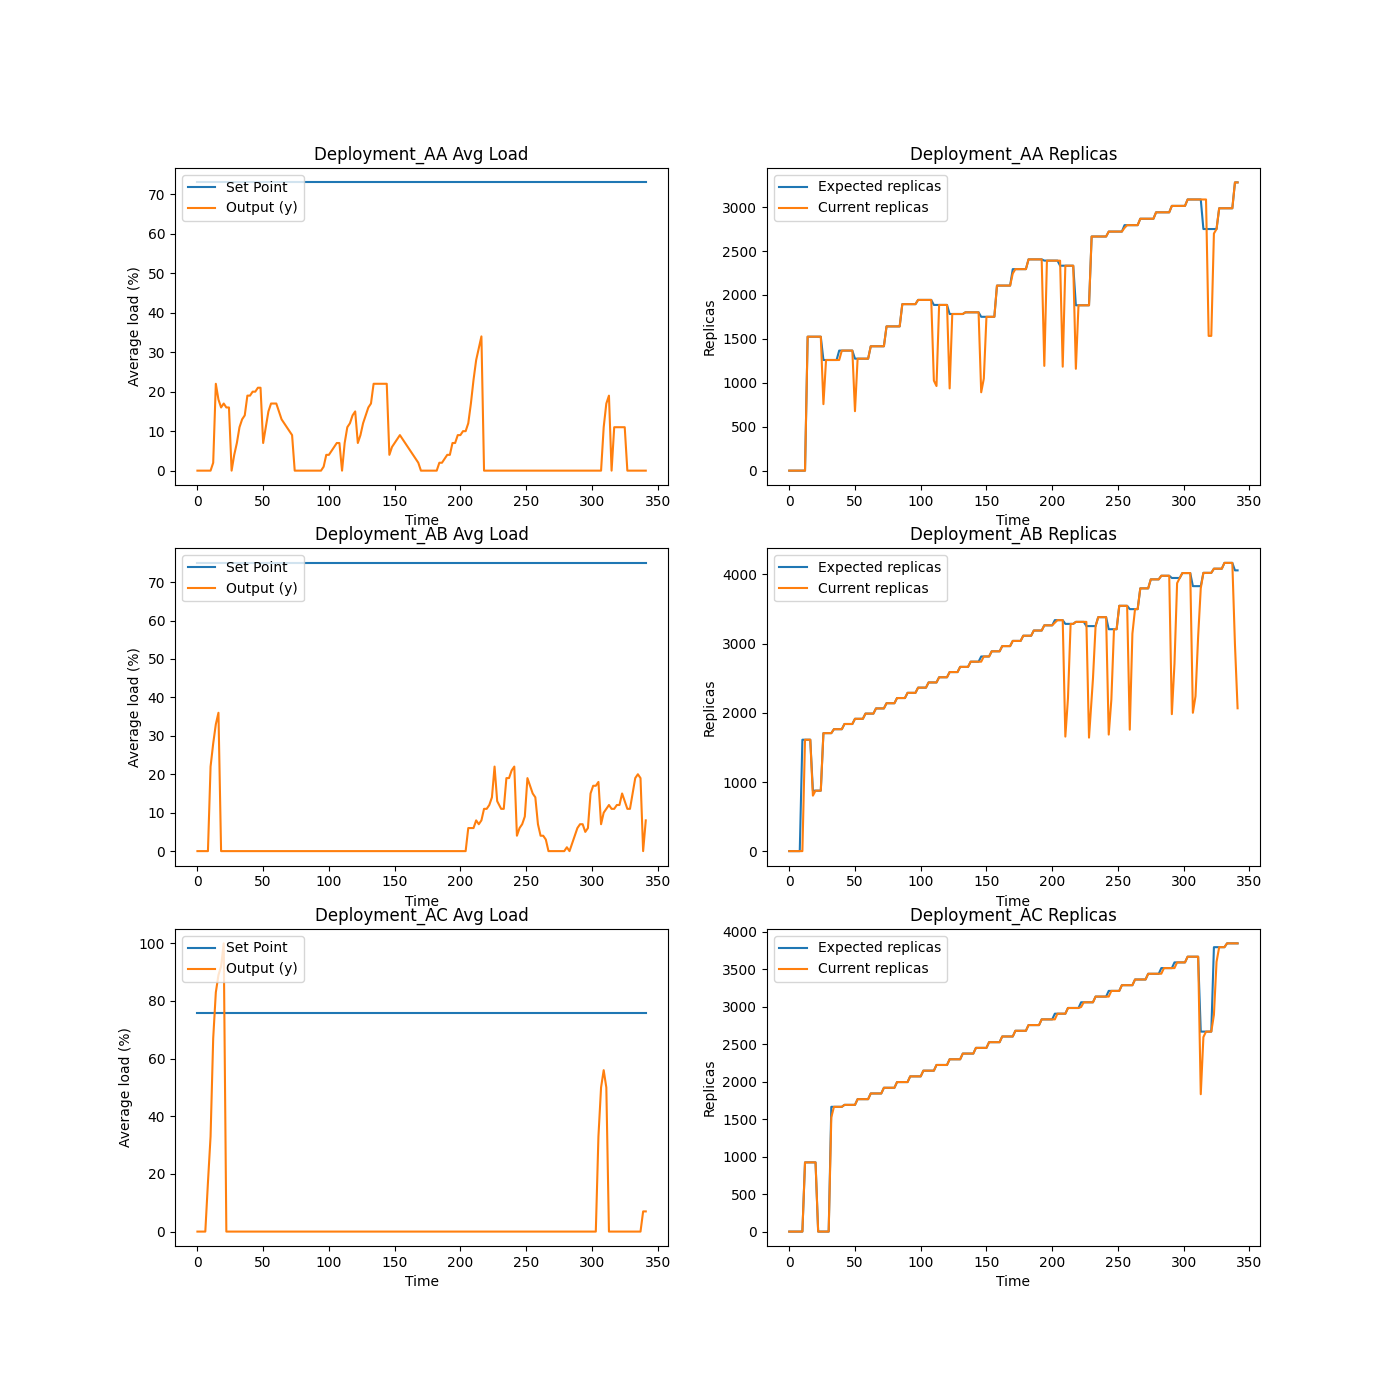 Deployment_AA Avg Load
Set Point
Output (y)
Average load (%)
70
60
50
40
30
20
10
0
0 50 100 150 200 250 300 350
Time
Deployment_AA Replicas
Expected replicas
Current replicas
Replicas
3000
2500
2000
1500
1000
500
0
0 50 100 150 200 250 300 350
Time
Deployment_AB Avg Load
Set Point
Output (y)
Average load (%)
70
60
50
40
30
20
10
0
0 50 100 150 200 250 300 350
Time
Deployment_AB Replicas
Expected replicas
Current replicas
Replicas
4000
3000
2000
1000
0
0 50 100 150 200 250 300 350
Time
Deployment_AC Avg Load
Set Point
Output (y)
Average load (%)
100
80
60
40
20
0
0 50 100 150 200 250 300 350
Time
Deployment_AC Replicas
Expected replicas
Current replicas
Replicas
4000
3500
3000
2500
2000
1500
1000
500
0
0 50 100 150 200 250 300 350
Time